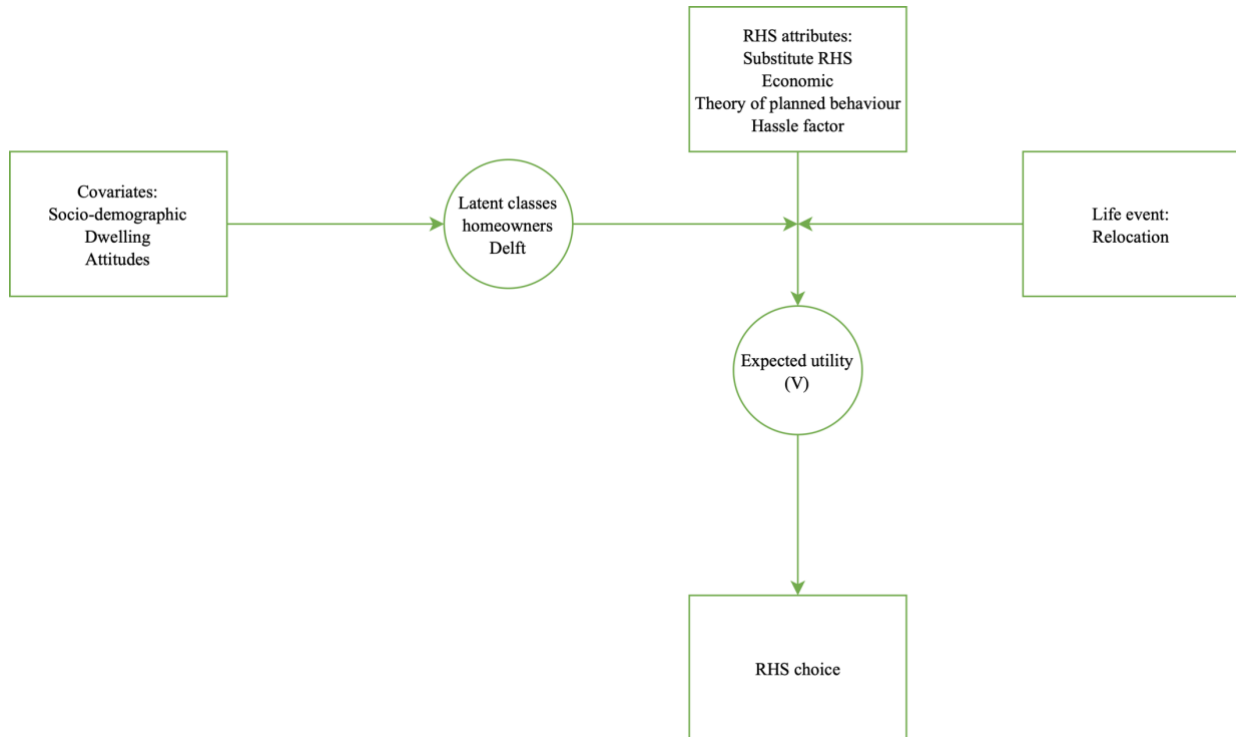 RHS attributes:
Substitute RHS
Economic
Theory of planned behaviour
Hassle factor
Covariates:
Socio-demographic
Dwelling
Attitudes
Latent classes
homeowners
Delft
Life event:
Relocation
Expected utility
(V)
RHS choice